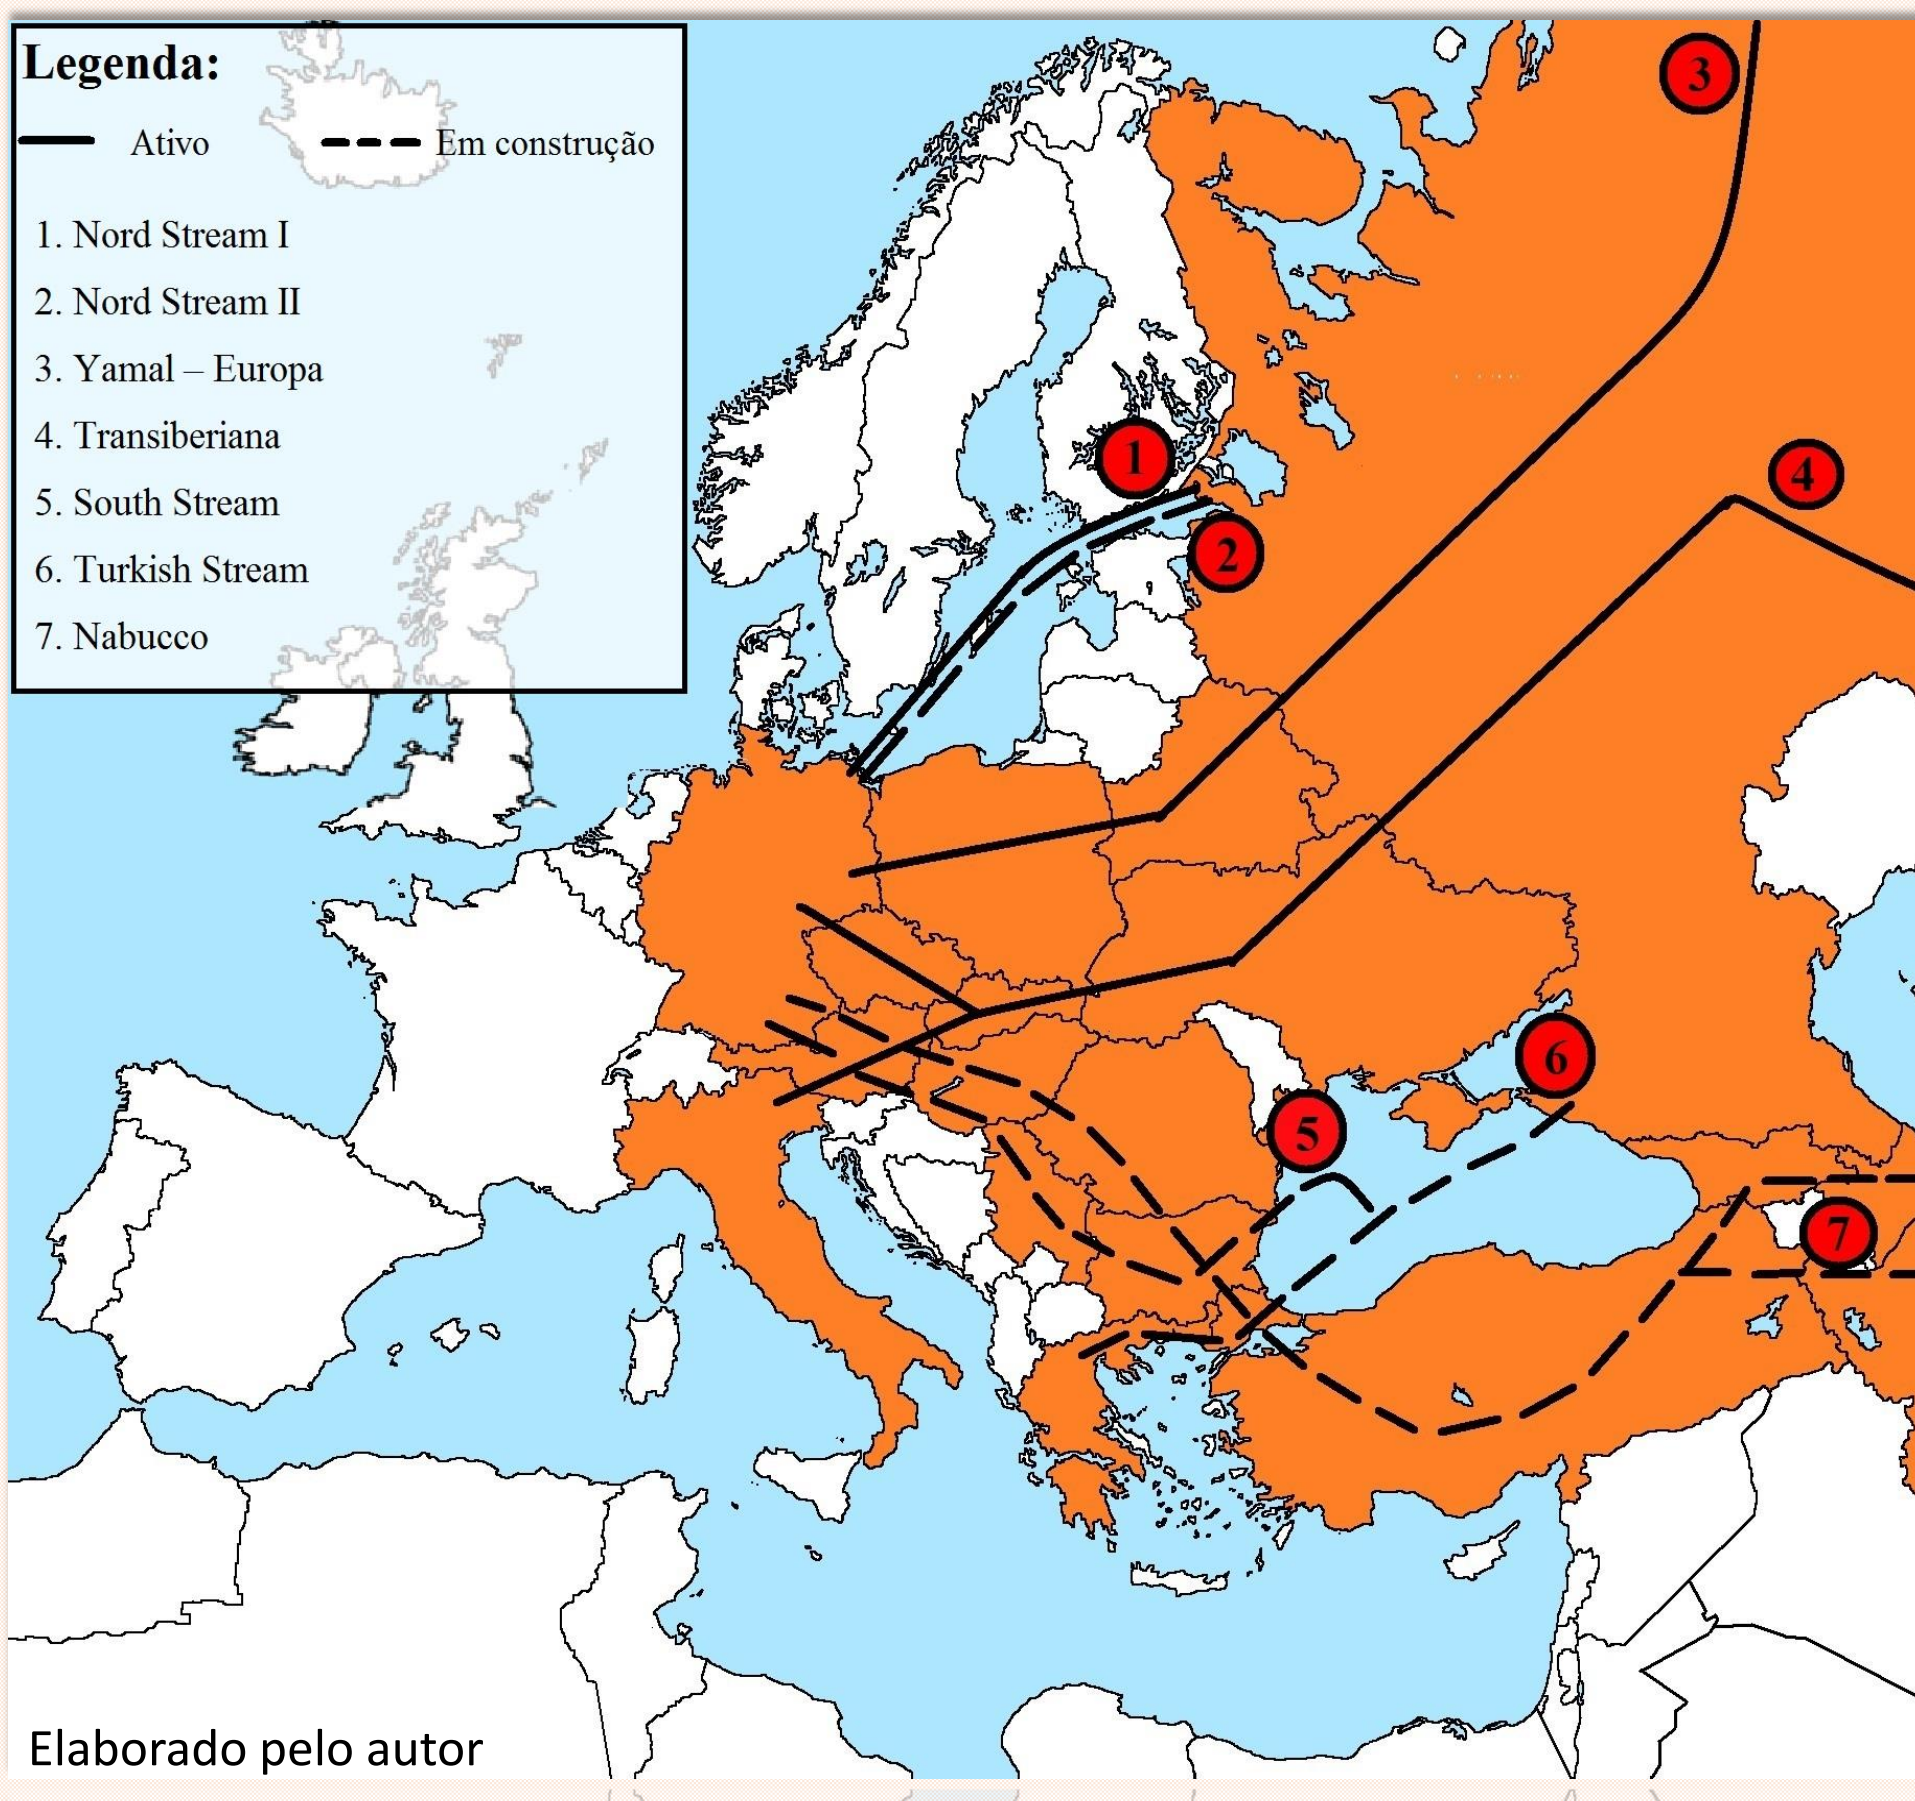 Legenda:
Ativo
Em construção
1. Nord Stream I
2. Nord Stream II
3. Yamal – Europa
4. Transiberiana
5. South Stream
6. Turkish Stream
7. Nabucco
3
4
1
2
6
5
7
Elaborado pelo autor